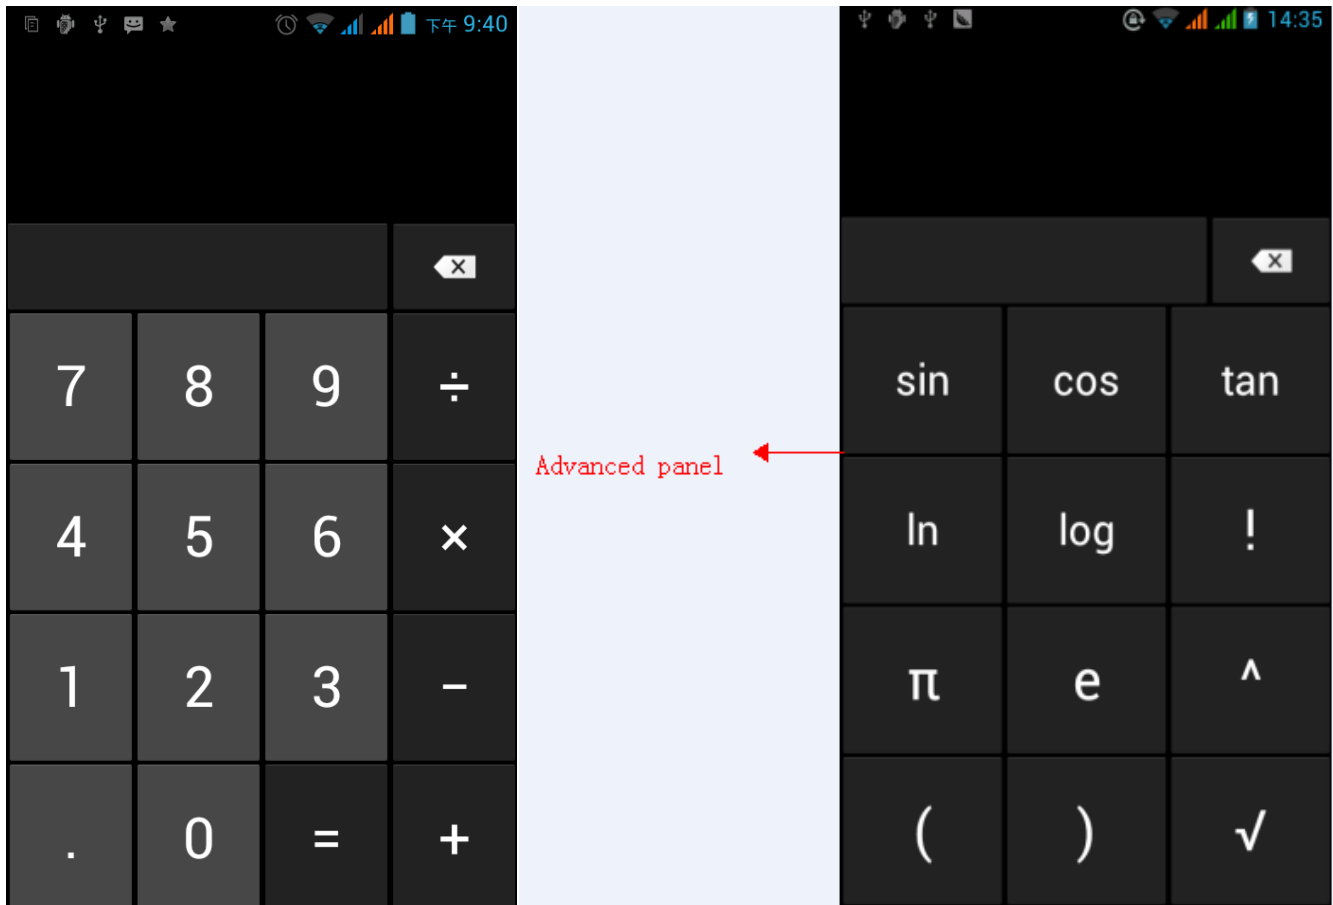 下午 9:40
7 8 9 ÷
4 5 6 ×
1 2 3 −
. 0 = +
Advanced panel
14:35
sin cos tan
ln log !
π e ^
( ) √